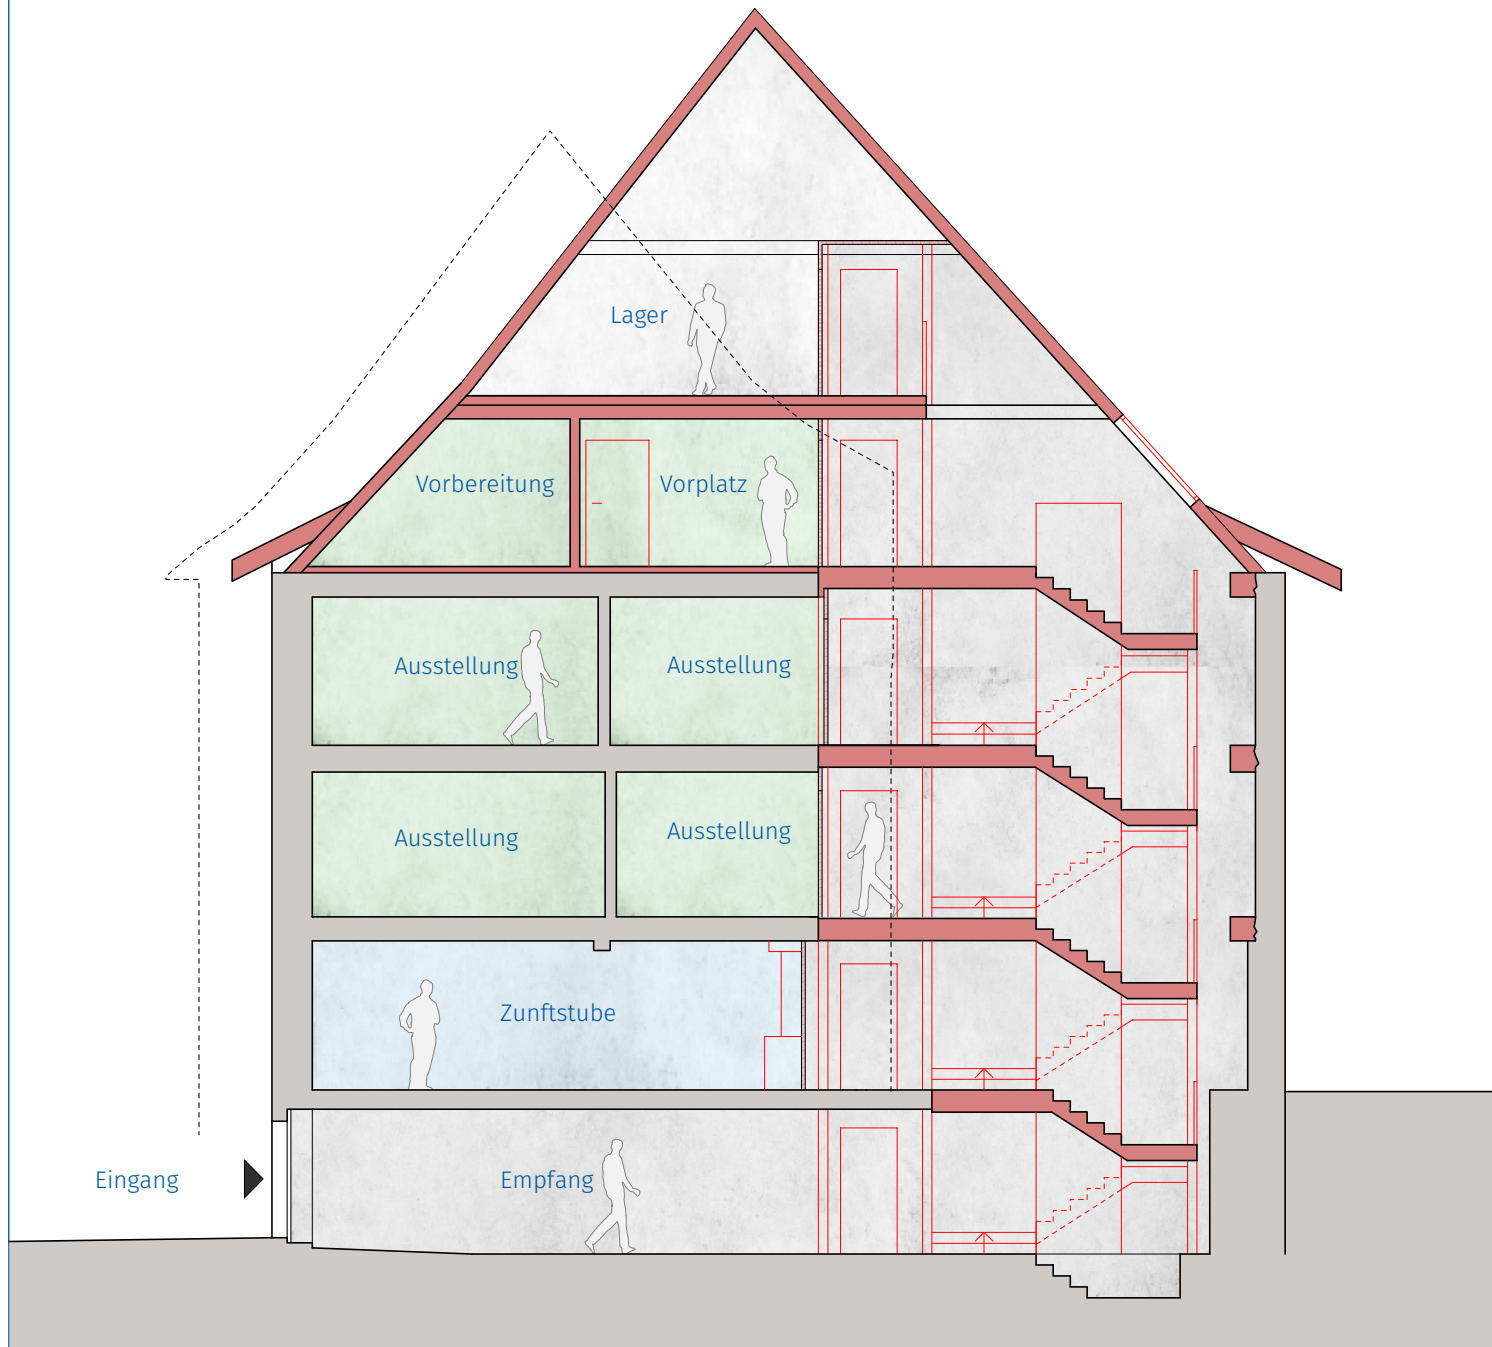 Lager
Vorbereitung
Vorplatz
Ausstellung
Ausstellung
Ausstellung
Ausstellung
Zunftstube
Eingang
Empfang